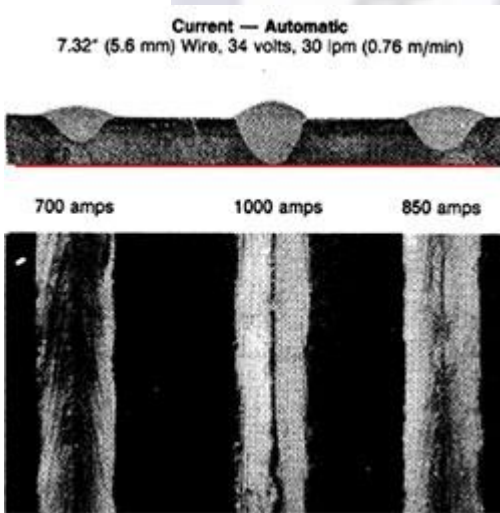 Current — Automatic
7.32" (5.6 mm) Wire, 34 volts, 30 lpm (0.76 m/min)
700 amps
1000 amps
850 amps